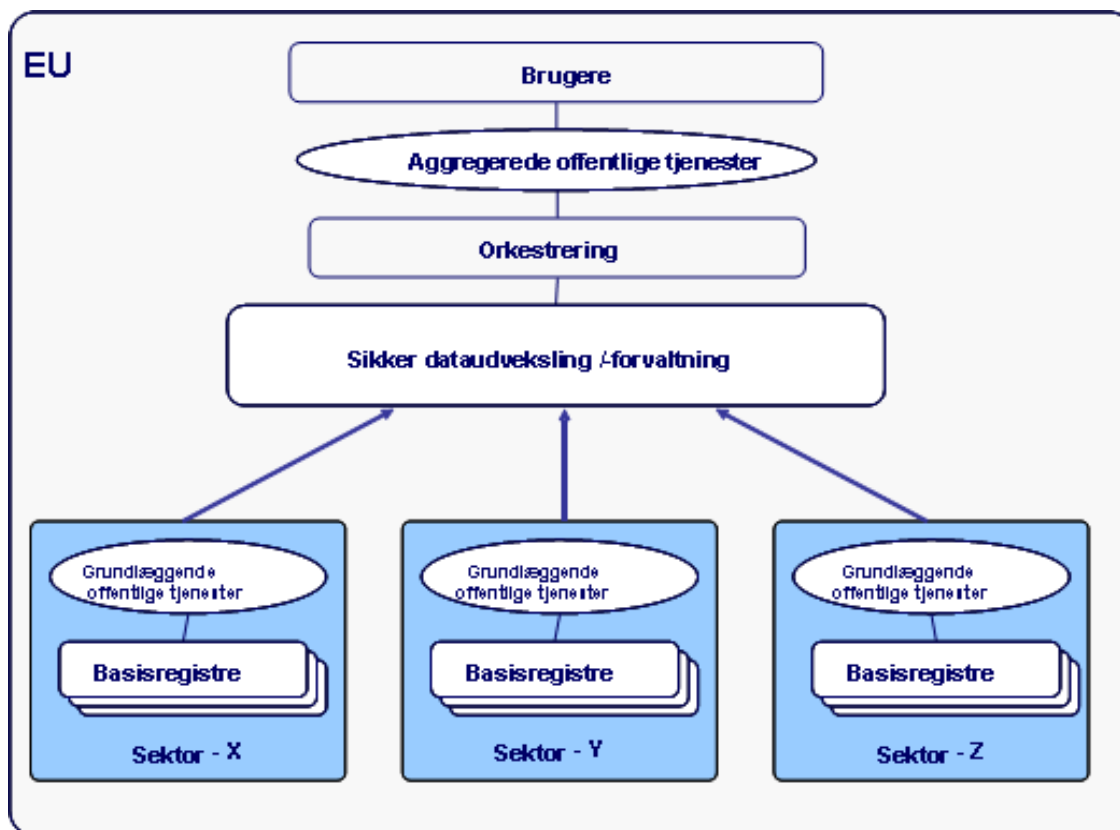 EU
Brugere
Aggregerede offentlige tjenester
Orkestrering
Sikker dataudveksling /-forvaltning
Grundlæggende
offentlige tjenester
Basisregistre
Sektor - X
Grundlæggende
offentlige tjenester
Basisregistre
Sektor - Y
Grundlæggende
offentlige tjenester
Basisregistre
Sektor - Z